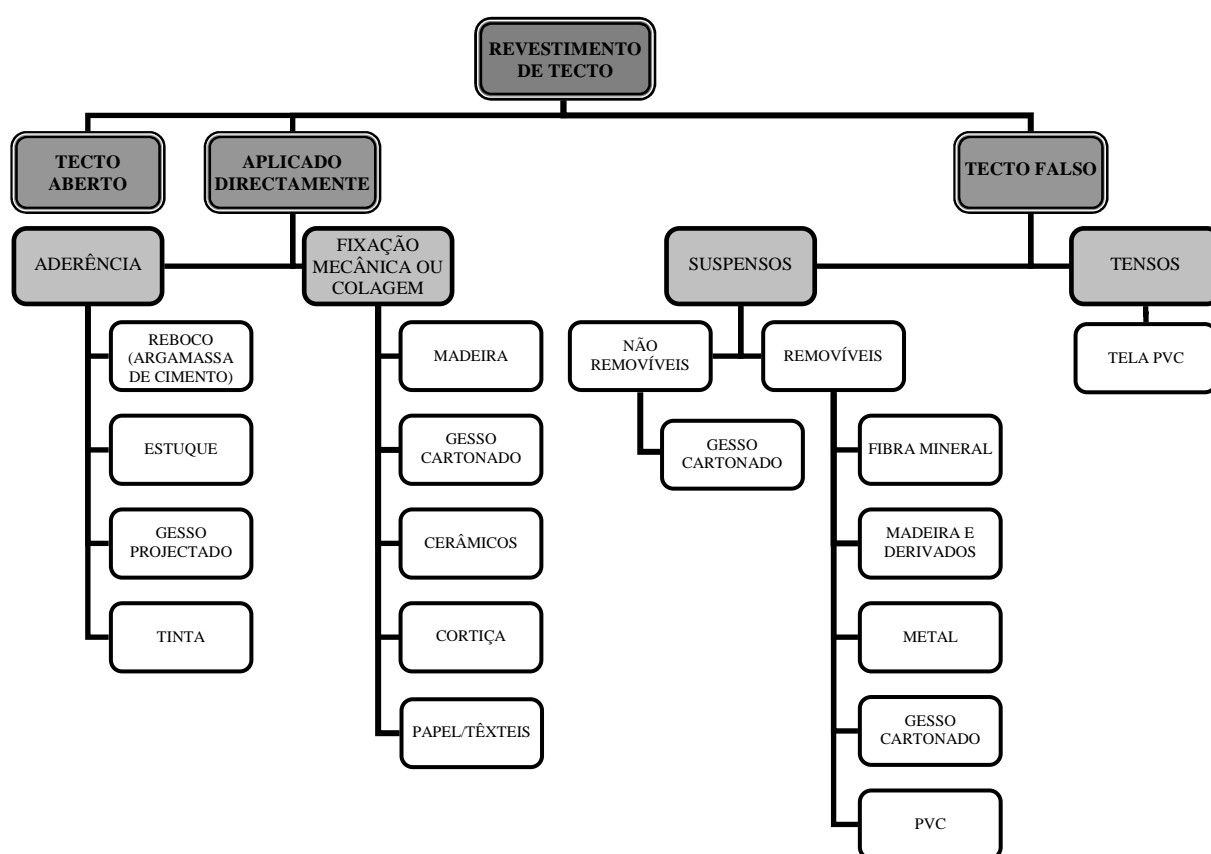 REVESTIMENTO
DE TECTO
TECTO
ABERTO
APLICADO
DIRECTAMENTE
TECTO FALSO
ADERÊNCIA
FIXAÇÃO
MECÂNICA OU
COLAGEM
SUSPENSOS
TENSOS
REBOCO
(ARGAMASSA
DE CIMENTO)
ESTUQUE
GESSO
PROJECTADO
TINTA
MADEIRA
GESSO
CARTONADO
CERÂMICOS
CORTIÇA
PAPEL/TÊXTEIS
NÃO
REMOVÍVEIS
GESSO
CARTONADO
REMOVÍVEIS
FIBRA MINERAL
MADEIRA E
DERIVADOS
METAL
GESSO
CARTONADO
PVC
TELA PVC